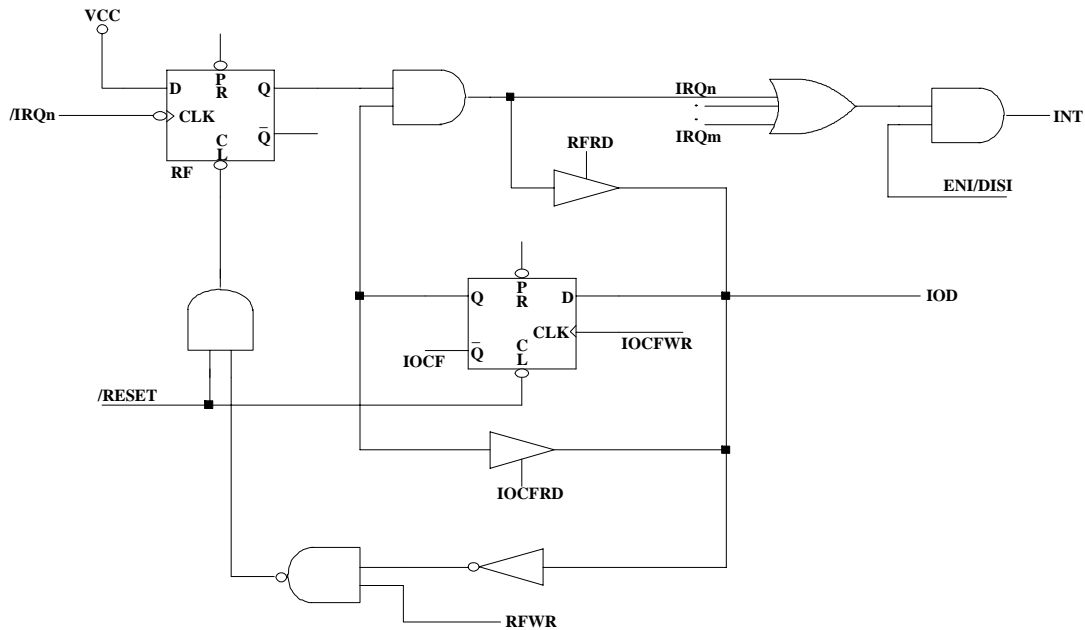 VCC
P
R
D
Q
/IRQn
CLK
Q
C
L
RF
IRQn
.
.
IRQm
INT
RFRD
ENI/DISI
P
R
Q
D
IOD
CLK
IOCFWR
IOCF
Q
C
L
/RESET
IOCFRD
RFWR